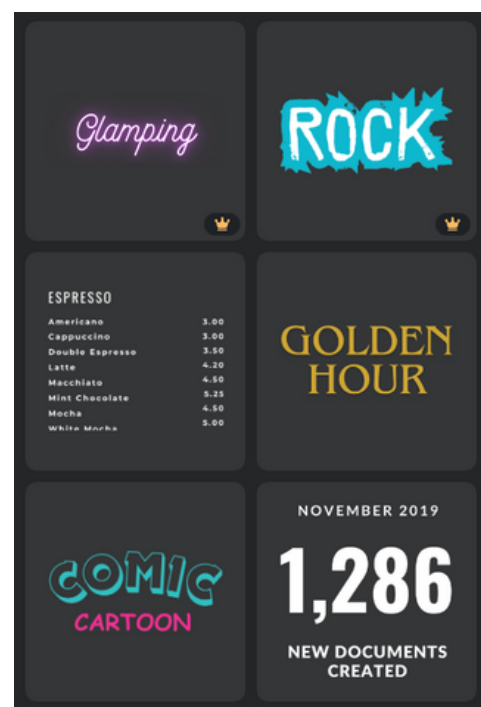 Glamping
ROCK
ESPRESSO
Americano 3.00
Cappuccino 3.00
Double Espresso 3.50
Latte 4.20
Macchiato 4.50
Mint Chocolate 5.25
Mocha 4.50
White Mocha 5.00
GOLDEN
HOUR
COMIC
CARTOON
NOVEMBER 2019
1,286
NEW DOCUMENTS
CREATED